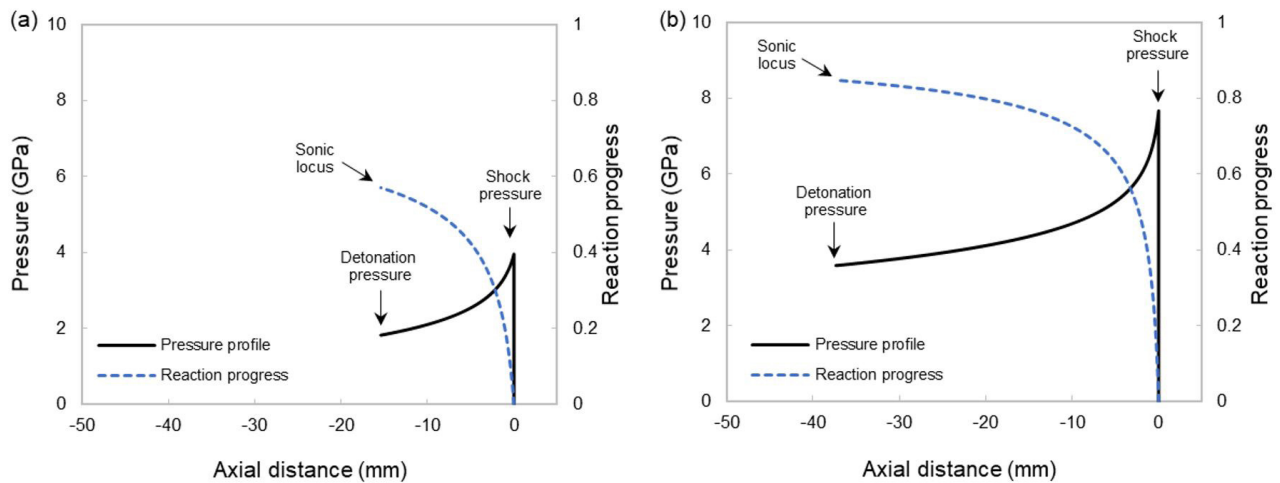 (a)
10
8
6
4
2
0
Pressure (GPa)
1
0.8
0.6
0.4
0.2
0
Reaction progress
Sonic
locus
Shock
pressure
Detonation
pressure
Pressure profile
Reaction progress
-50
-40
-30
-20
-10
0
Axial distance (mm)
(b)
10
8
6
4
2
0
Pressure (GPa)
1
0.8
0.6
0.4
0.2
0
Reaction progress
Sonic
locus
Shock
pressure
Detonation
pressure
Pressure profile
Reaction progress
-50
-40
-30
-20
-10
0
Axial distance (mm)